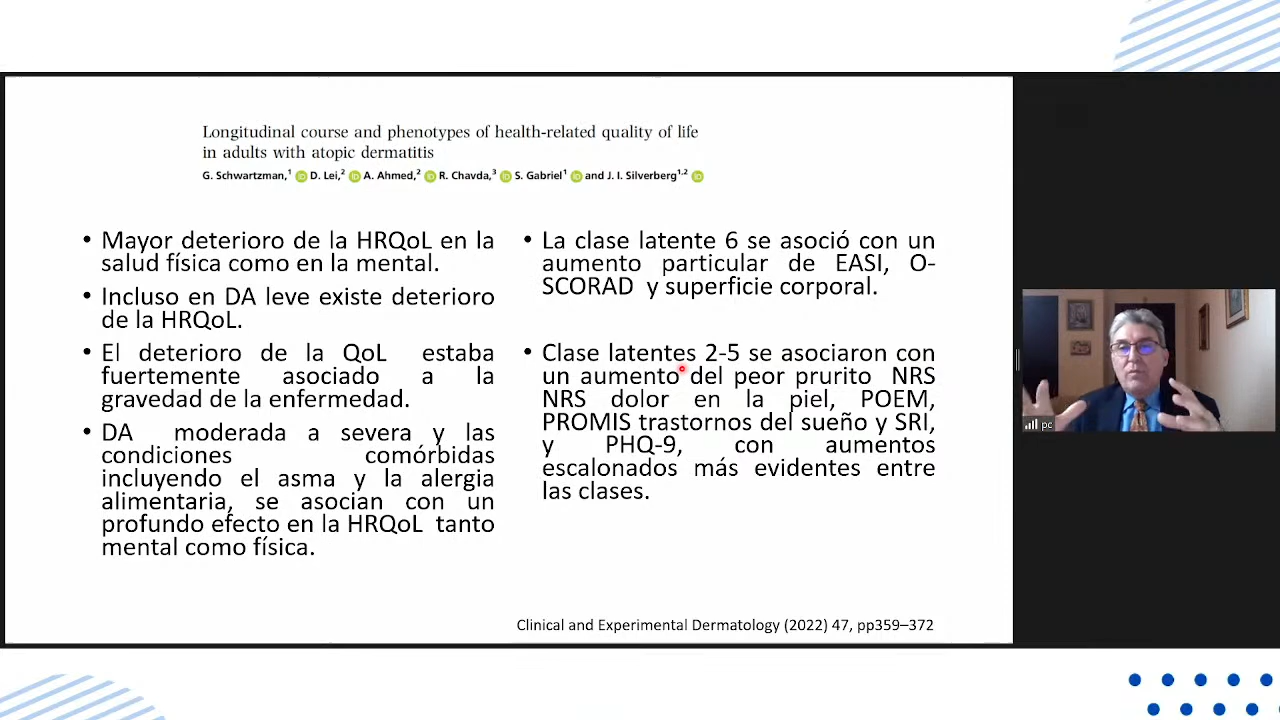 Longitudinal course and phenotypes of health-related quality of life
in adults with atopic dermatitis
G. Schwartzman,1 iD D. Lei,2 iD A. Ahmed,2 iD R. Chavda,3 iD S. Gabriel1 iD and J. I. Silverberg1,2 iD
• Mayor deterioro de la HRQoL en la
salud física como en la mental.
• Incluso en DA leve existe deterioro
de la HRQoL.
• El deterioro de la QoL estaba
fuertemente asociado a la
gravedad de la enfermedad.
• DA moderada a severa y las
condiciones comórbidas
incluyendo el asma y la alergia
alimentaria, se asocian con un
profundo efecto en la HRQoL tanto
mental como física.
• La clase latente 6 se asoció con un
aumento particular de EASI, O-
SCORAD y superficie corporal.
• Clase latentes 2-5 se asociaron con
un aumento del peor prurito NRS
NRS dolor en la piel, POEM,
PROMIS trastornos del sueño y SRI,
y PHQ-9, con aumentos
escalonados más evidentes entre
las clases.
Clinical and Experimental Dermatology (2022) 47, pp359–372
pc